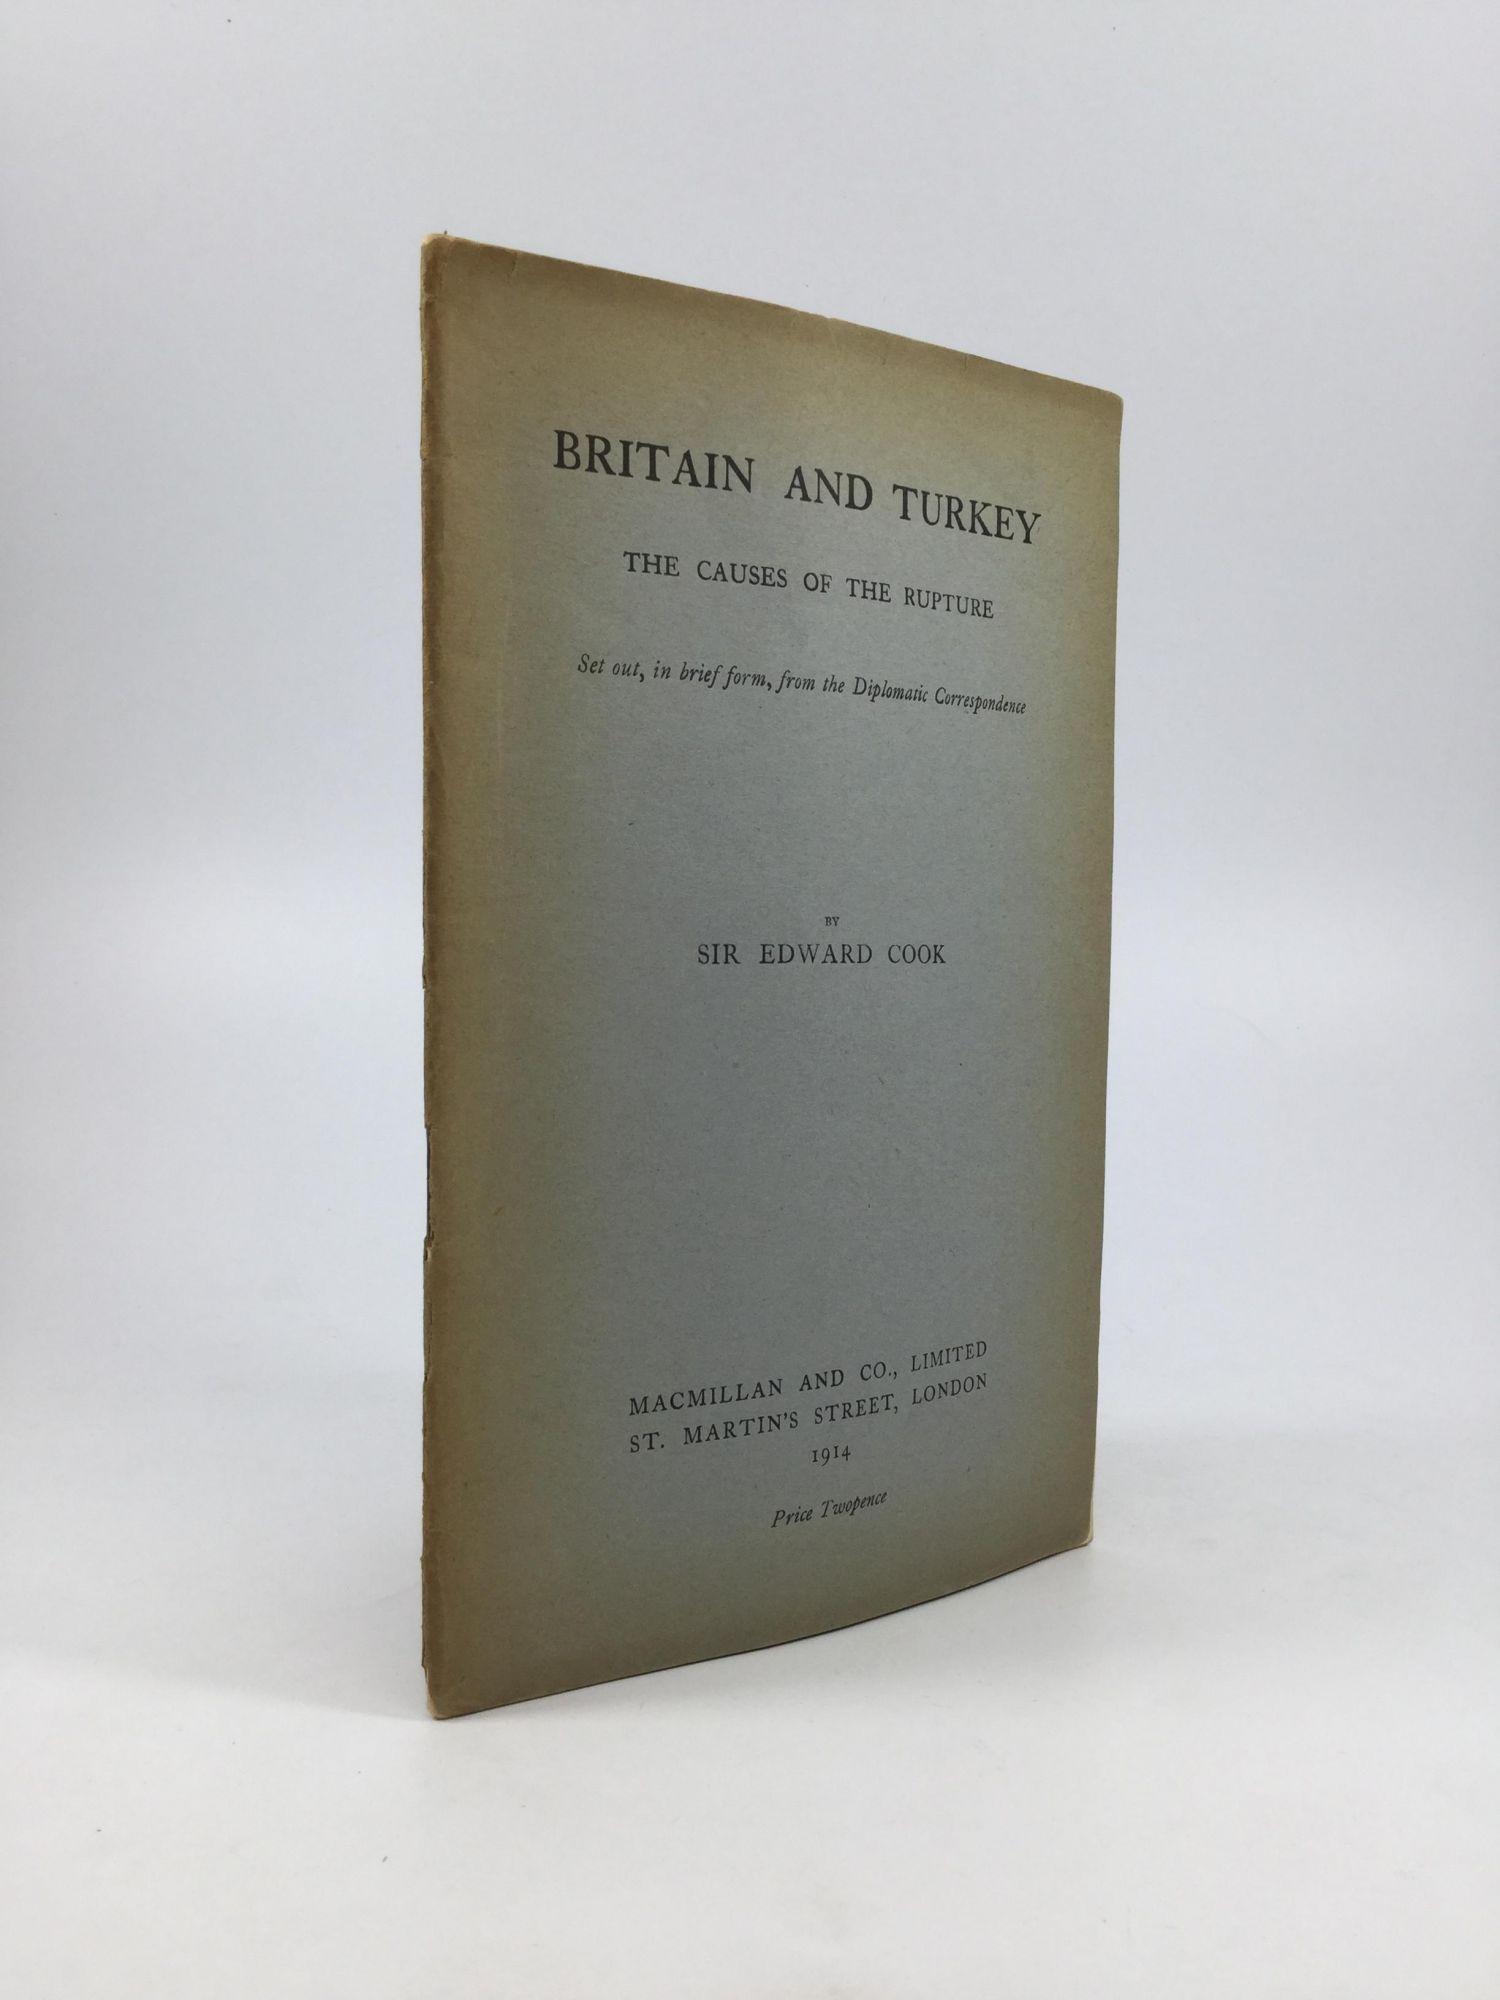 BRITAIN AND TURKEY
THE CAUSES OF THE RUPTURE
Set out, in brief form, from the Diplomatic Correspondence
BY
SIR EDWARD COOK
MACMILLAN AND CO., LIMITED
ST. MARTIN'S STREET, LONDON
1914
Price Twopence